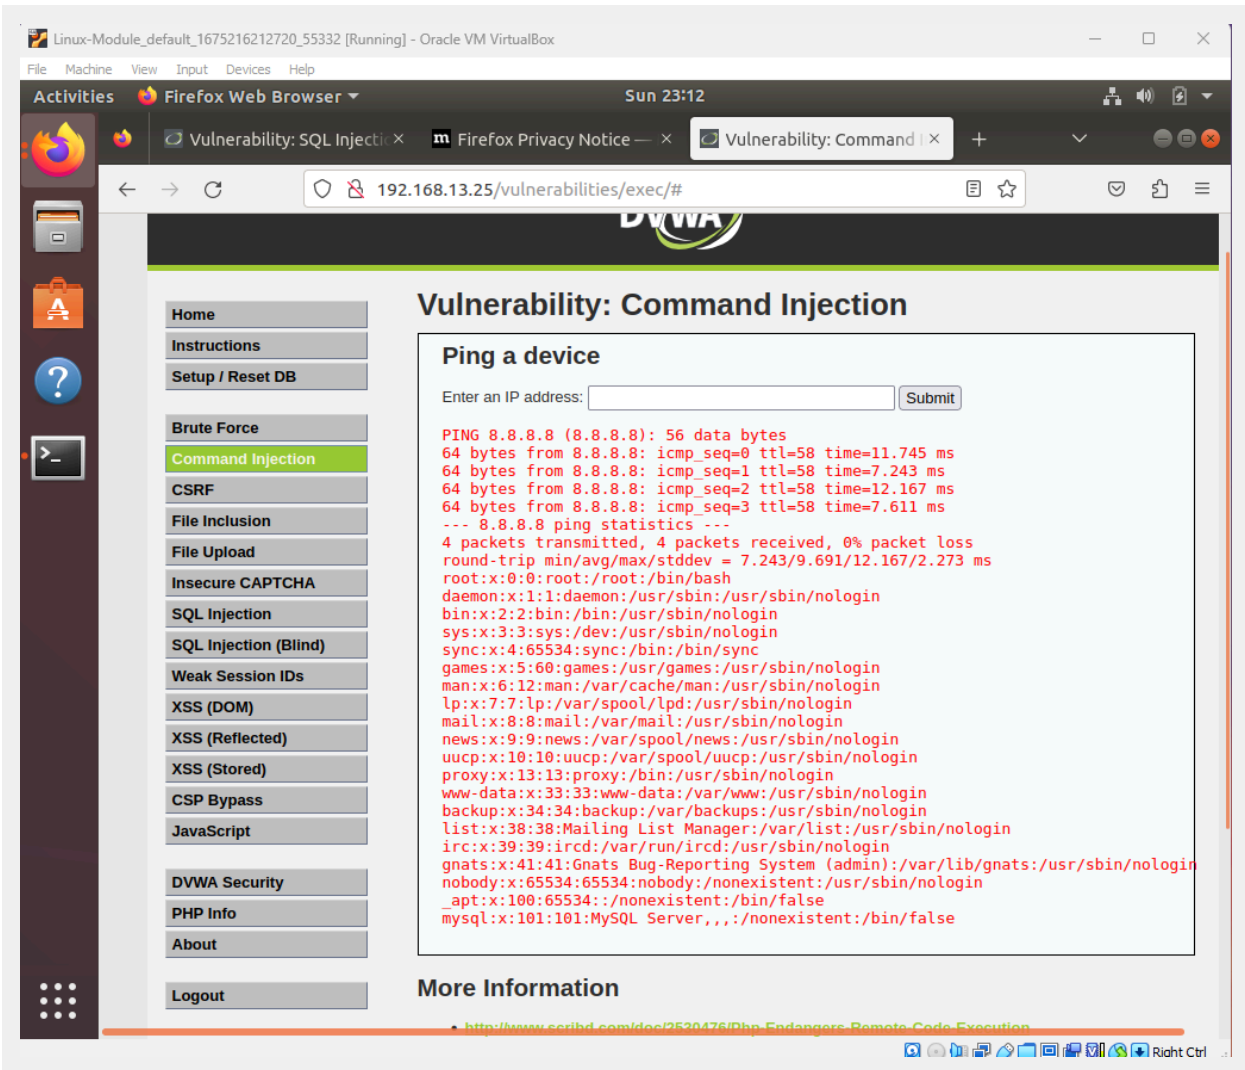 Linux-Module_default_1675216212720_55332 [Running] - Oracle VM VirtualBox
File Machine View Input Devices Help
Activities Firefox Web Browser Sun 23:12
Vulnerability: SQL Injectio Firefox Privacy Notice — Vulnerability: Command I
192.168.13.25/vulnerabilities/exec/#
DVWA
Home
Instructions
Setup / Reset DB
Brute Force
Command Injection
CSRF
File Inclusion
File Upload
Insecure CAPTCHA
SQL Injection
SQL Injection (Blind)
Weak Session IDs
XSS (DOM)
XSS (Reflected)
XSS (Stored)
CSP Bypass
JavaScript
DVWA Security
PHP Info
About
Logout
Vulnerability: Command Injection
Ping a device
Enter an IP address: Submit
PING 8.8.8.8 (8.8.8.8): 56 data bytes
64 bytes from 8.8.8.8: icmp_seq=0 ttl=58 time=11.745 ms
64 bytes from 8.8.8.8: icmp_seq=1 ttl=58 time=7.243 ms
64 bytes from 8.8.8.8: icmp_seq=2 ttl=58 time=12.167 ms
64 bytes from 8.8.8.8: icmp_seq=3 ttl=58 time=7.611 ms
--- 8.8.8.8 ping statistics ---
4 packets transmitted, 4 packets received, 0% packet loss
round-trip min/avg/max/stddev = 7.243/9.691/12.167/2.273 ms
root:x:0:0:root:/root:/bin/bash
daemon:x:1:1:daemon:/usr/sbin:/usr/sbin/nologin
bin:x:2:2:bin:/bin:/usr/sbin/nologin
sys:x:3:3:sys:/dev:/usr/sbin/nologin
sync:x:4:65534:sync:/bin:/bin/sync
games:x:5:60:games:/usr/games:/usr/sbin/nologin
man:x:6:12:man:/var/cache/man:/usr/sbin/nologin
lp:x:7:7:lp:/var/spool/lpd:/usr/sbin/nologin
mail:x:8:8:mail:/var/mail:/usr/sbin/nologin
news:x:9:9:news:/var/spool/news:/usr/sbin/nologin
uucp:x:10:10:uucp:/var/spool/uucp:/usr/sbin/nologin
proxy:x:13:13:proxy:/bin:/usr/sbin/nologin
www-data:x:33:33:www-data:/var/www:/usr/sbin/nologin
backup:x:34:34:backup:/var/backups:/usr/sbin/nologin
list:x:38:38:Mailing List Manager:/var/list:/usr/sbin/nologin
irc:x:39:39:ircd:/var/run/ircd:/usr/sbin/nologin
gnats:x:41:41:Gnats Bug-Reporting System (admin):/var/lib/gnats:/usr/sbin/nologin
nobody:x:65534:65534:nobody:/nonexistent:/usr/sbin/nologin
_apt:x:100:65534::/nonexistent:/bin/false
mysql:x:101:101:MySQL Server,,,:/nonexistent:/bin/false
More Information
http://www.scribd.com/doc/2530476/Php-Endangers-Remote-Code-Execution
Right Ctrl